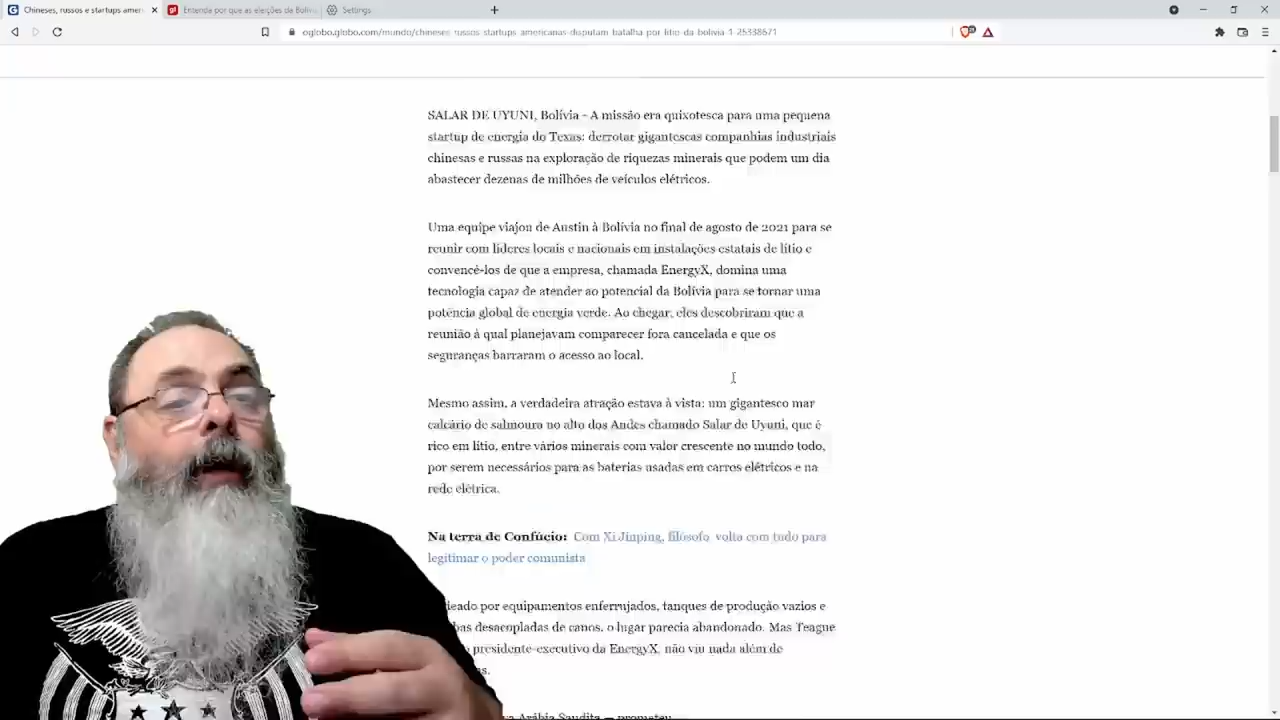 Chineses, russos e startups amer
Entenda por que as eleições da Bolív
Settings
oglobo.globo.com/mundo/chineses-russos-startups-americanas-disputam-batalha-por-litio-da-bolivia-1-25338671
SALAR DE UYUNI, Bolívia - A missão era quixotesca para uma pequena
startup de energia do Texas: derrotar gigantescas companhias industriais
chinesas e russas na exploração de riquezas minerais que podem um dia
abastecer dezenas de milhões de veículos elétricos.
Uma equipe viajou de Austin à Bolívia no final de agosto de 2021 para se
reunir com líderes locais e nacionais em instalações estatais de lítio e
convencê-los de que a empresa, chamada EnergyX, domina uma
tecnologia capaz de atender ao potencial da Bolívia para se tornar uma
potência global de energia verde. Ao chegar, eles descobriram que a
reunião à qual planejavam comparecer fora cancelada e que os
seguranças barraram o acesso ao local.
Mesmo assim, a verdadeira atração estava à vista: um gigantesco mar
calcário de salmoura no alto dos Andes chamado Salar de Uyuni, que é
rico em lítio, entre vários minerais com valor crescente no mundo todo,
por serem necessários para as baterias usadas em carros elétricos e na
rede elétrica.
Na terra de Confúcio: Com Xi Jinping, filósofo volta com tudo para
legitimar o poder comunista
por equipamentos enferrujados, tanques de produção vazios e
desacopladas de canos, o lugar parecia abandonado. Mas Teague
presidente-executivo da EnergyX, não viu nada além de
Arábia Saudita — prometeu